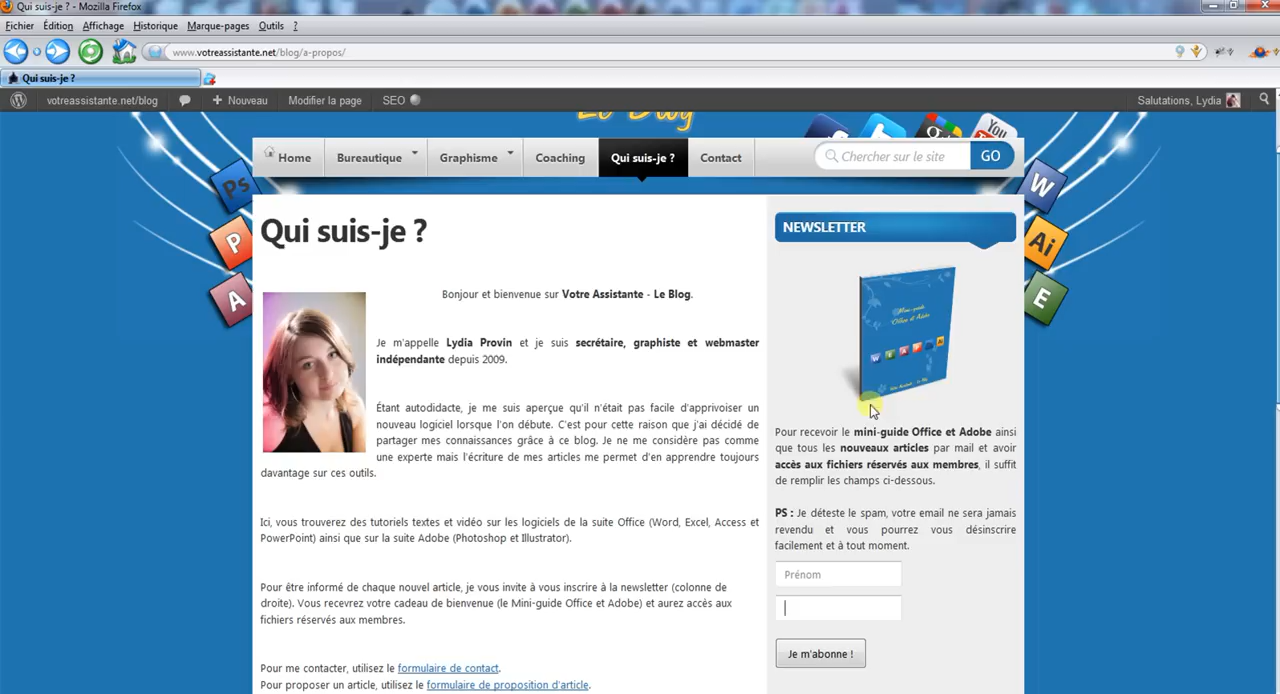 Qui suis-je ? - Mozilla Firefox
Fichier Édition Affichage Historique Marque-pages Outils ?
www.votreassistante.net/blog/a-propos/
Qui suis-je ?
votreassistante.net/blog Nouveau Modifier la page SEO Salutations, Lydia
Le Blog
You
Home Bureautique Graphisme Coaching Qui suis-je ? Contact Chercher sur le site GO
Ps
P
A
W
Ai
E
Qui suis-je ?
Bonjour et bienvenue sur Votre Assistante - Le Blog.
Je m'appelle Lydia Provin et je suis secrétaire, graphiste et webmaster
indépendante depuis 2009.
Étant autodidacte, je me suis aperçue qu'il n'était pas facile d'apprivoiser un
nouveau logiciel lorsque l'on débute. C'est pour cette raison que j'ai décidé de
partager mes connaissances grâce à ce blog. Je ne me considère pas comme
une experte mais l'écriture de mes articles me permet d'en apprendre toujours
davantage sur ces outils.
Ici, vous trouverez des tutoriels textes et vidéo sur les logiciels de la suite Office (Word, Excel, Access et
PowerPoint) ainsi que sur la suite Adobe (Photoshop et Illustrator).
Pour être informé de chaque nouvel article, je vous invite à vous inscrire à la newsletter (colonne de
droite). Vous recevrez votre cadeau de bienvenue (le Mini-guide Office et Adobe) et aurez accès aux
fichiers réservés aux membres.
Pour me contacter, utilisez le formulaire de contact.
Pour proposer un article, utilisez le formulaire de proposition d'article.
NEWSLETTER
Mini-guide
Office et Adobe
Pour recevoir le mini-guide Office et Adobe ainsi
que tous les nouveaux articles par mail et avoir
accès aux fichiers réservés aux membres, il suffit
de remplir les champs ci-dessous.
PS : Je déteste le spam, votre email ne sera jamais
revendu et vous pourrez vous désinscrire
facilement et à tout moment.
Prénom
Je m'abonne !